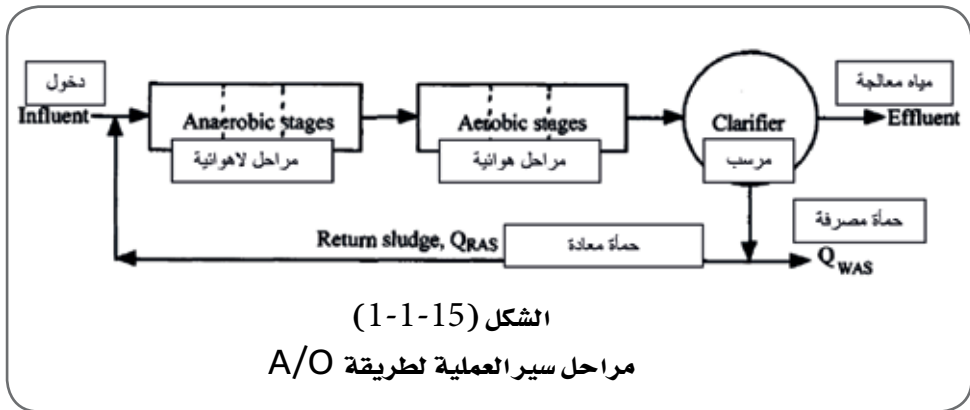 دخول
Influent
Anaerobic stages
مراحل لاهوائية
Aerobic stages
مراحل هوائية
Clarifier
مرسب
مياه معالجة
Effluent
حمأة مصرفة
Q WAS
Return sludge, QRAS
حمأة معادة
الشكل (15-1-1)
مراحل سير العملية لطريقة A/O